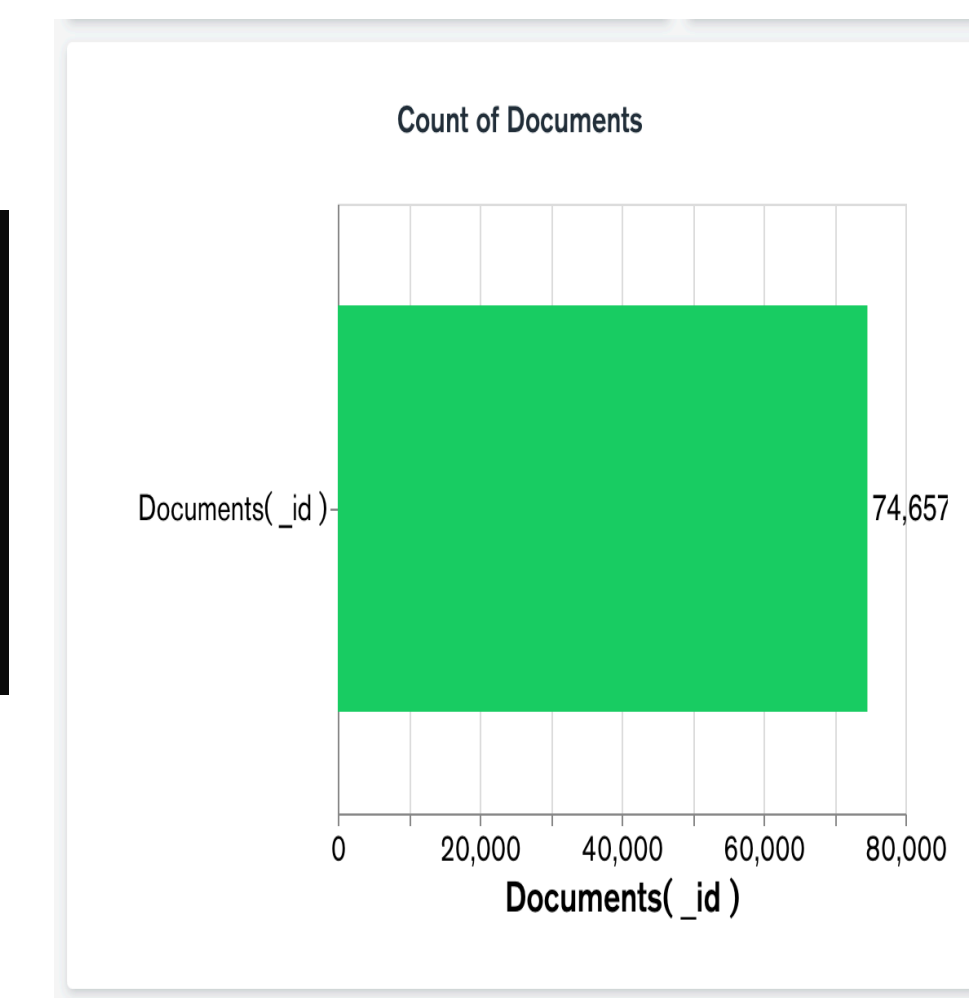 Count of Documents
Documents( _id )
74,657
0 20,000 40,000 60,000 80,000
Documents( _id )